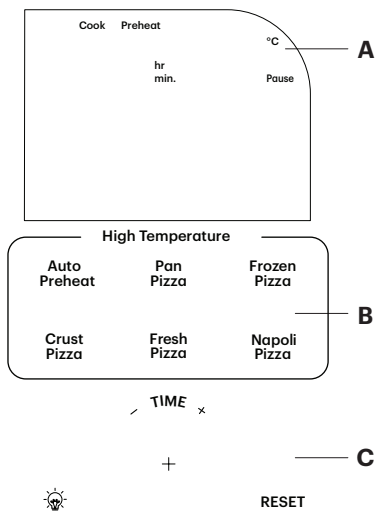 Cook Preheat
°C
A
hr
min.
Pause
High Temperature
Auto Preheat
Pan Pizza
Frozen Pizza
B
Crust Pizza
Fresh Pizza
Napoli Pizza
TIME
+
C
RESET